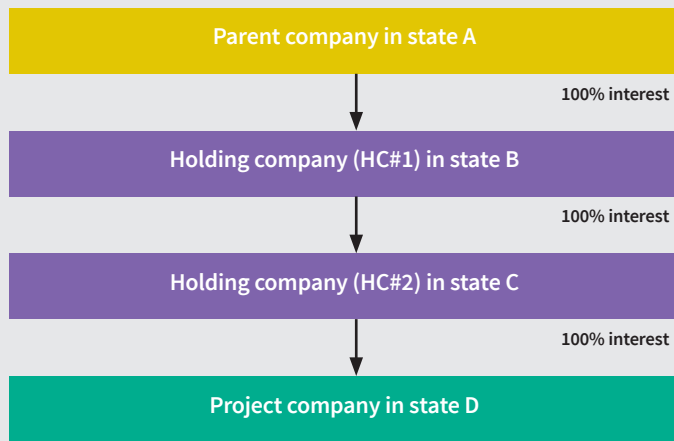 Parent company in state A
100% interest
Holding company (HC#1) in state B
100% interest
Holding company (HC#2) in state C
100% interest
Project company in state D